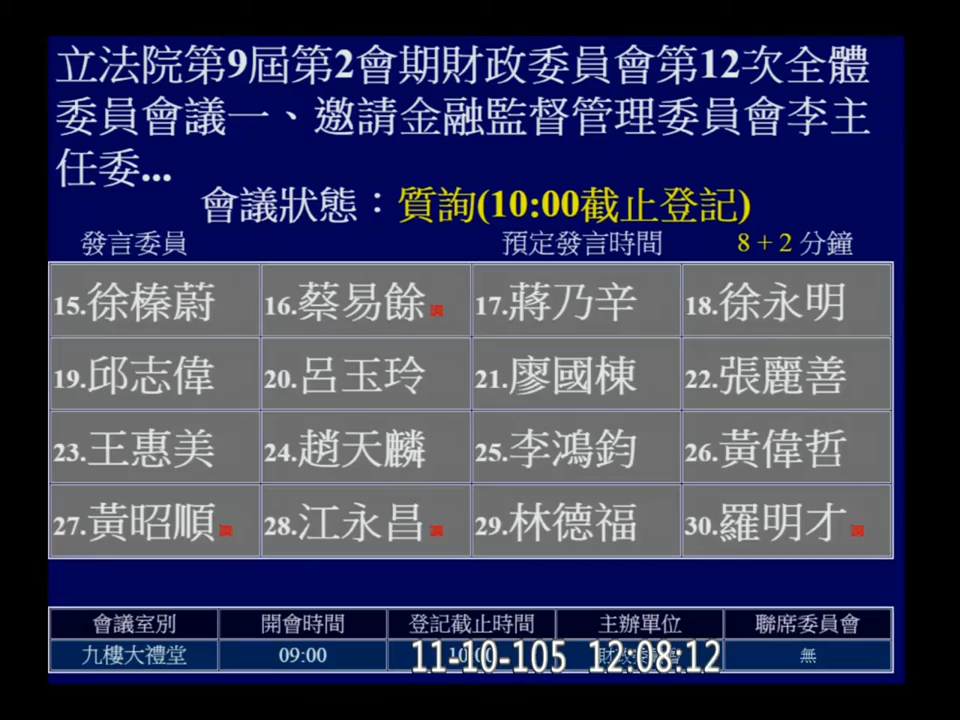 立法院第9屆第2會期財政委員會第12次全體
委員會議一、邀請金融監督管理委員會李主
任委...
會議狀態：質詢(10:00截止登記)
發言委員 預定發言時間 8 + 2 分鐘
15.徐榛蔚 16.蔡易餘 17.蔣乃辛 18.徐永明
19.邱志偉 20.呂玉玲 21.廖國棟 22.張麗善
23.王惠美 24.趙天麟 25.李鴻鈞 26.黃偉哲
27.黃昭順 28.江永昌 29.林德福 30.羅明才
會議室別 開會時間 登記截止時間 主辦單位 聯席委員會
九樓大禮堂 09:00 無
11-10-105 12:08:12